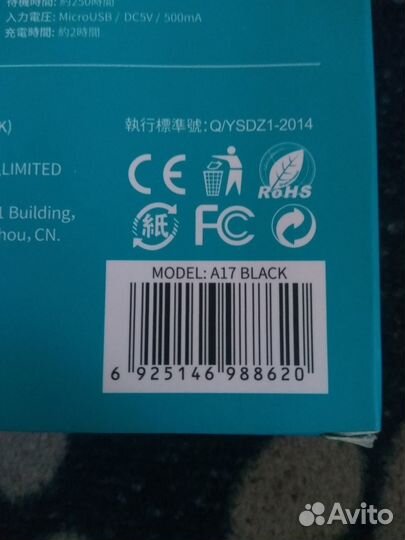 待機時間：約250時間
入力電圧：MicroUSB / DC5V / 500mA
充電時間：約2時間
K)
執行標準號：Q/YSDZ1-2014
LIMITED
CE
RoHS
1 Building,
hou, CN.
紙
FC
MODEL: A17 BLACK
6 925146 988620
Avito